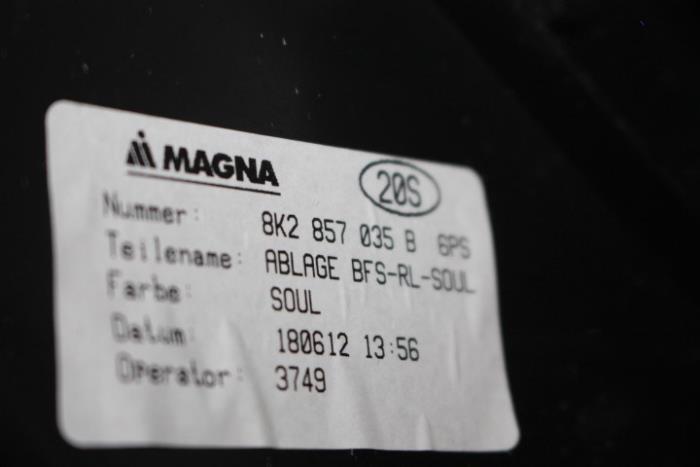 MAGNA 20S
Nummer: 8K2 857 035 B 6PS
Teilename: ABLAGE BFS-RL-SOUL
Farbe: SOUL
Datum: 180612 13:56
Operator: 3749